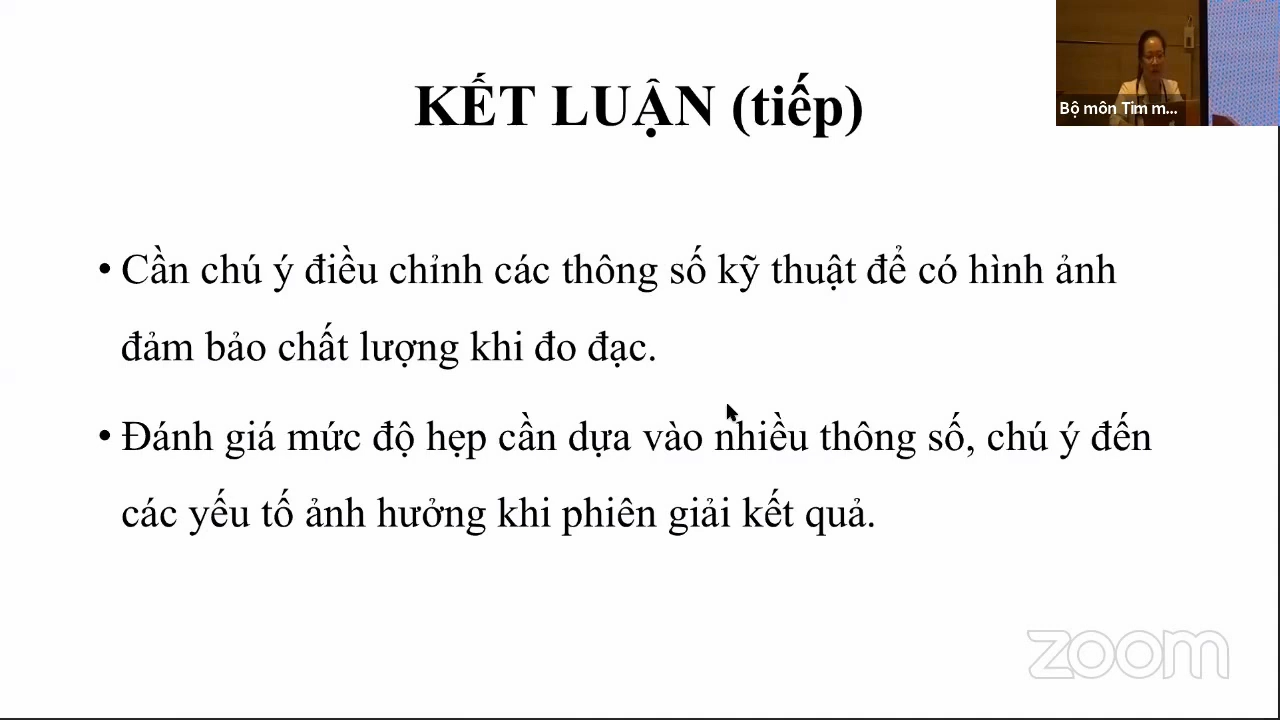 KẾT LUẬN (tiếp)
Bộ môn Tim m...
• Cần chú ý điều chỉnh các thông số kỹ thuật để có hình ảnh
đảm bảo chất lượng khi đo đạc.
• Đánh giá mức độ hẹp cần dựa vào nhiều thông số, chú ý đến
các yếu tố ảnh hưởng khi phiên giải kết quả.
zoom